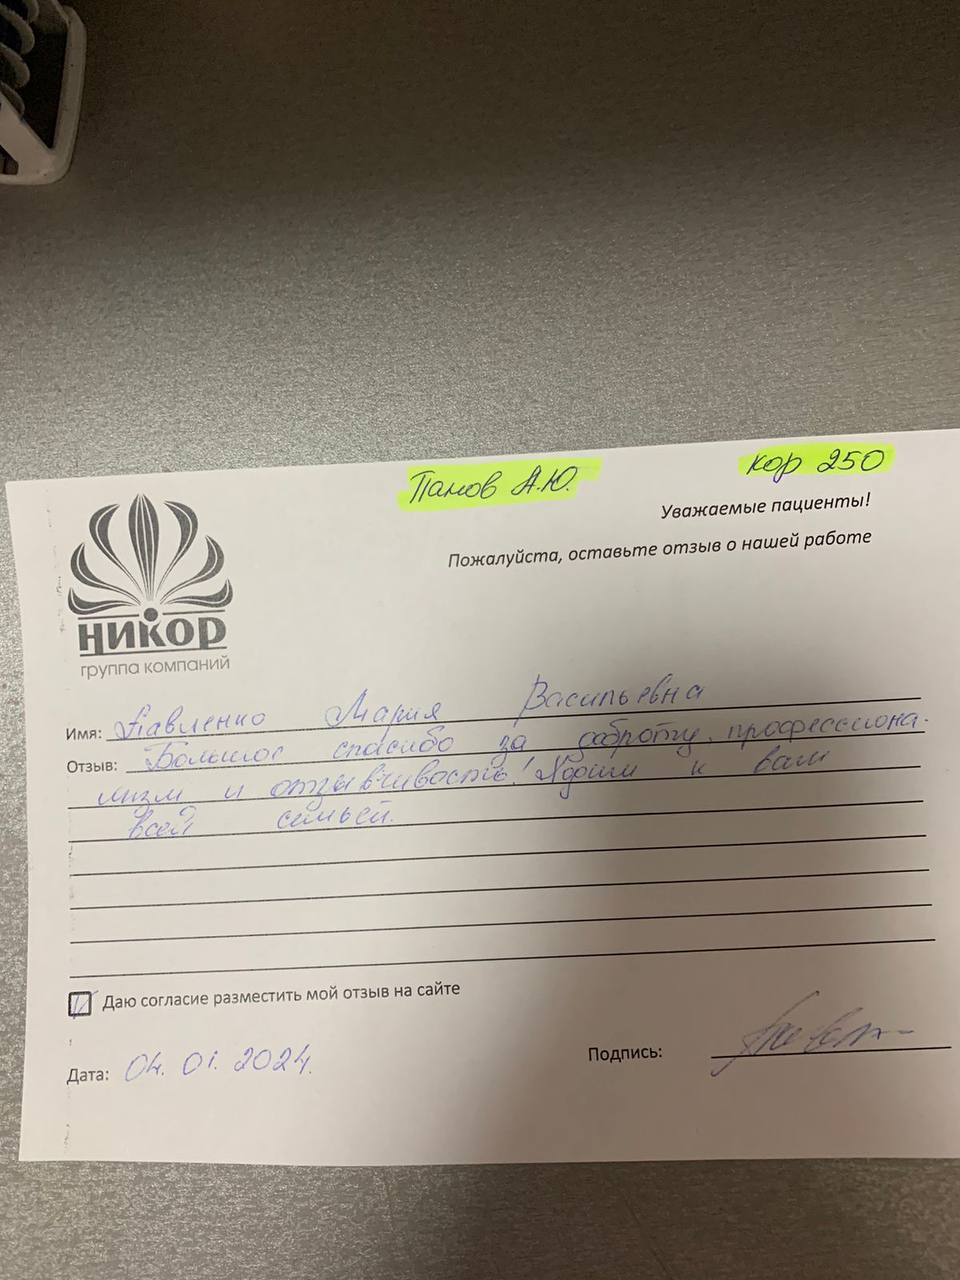 Панов А.Ю.
кор 250
Уважаемые пациенты!
Пожалуйста, оставьте отзыв о нашей работе
НИКОР
группа компаний
Имя: Павленко Мария Васильевна
Отзыв: Большое спасибо за доброту, профессиона-
лизм и отзывчивость! Ходим к вам
всей семьёй.
Даю согласие разместить мой отзыв на сайте
Подпись:
Дата: 04.01.2024.